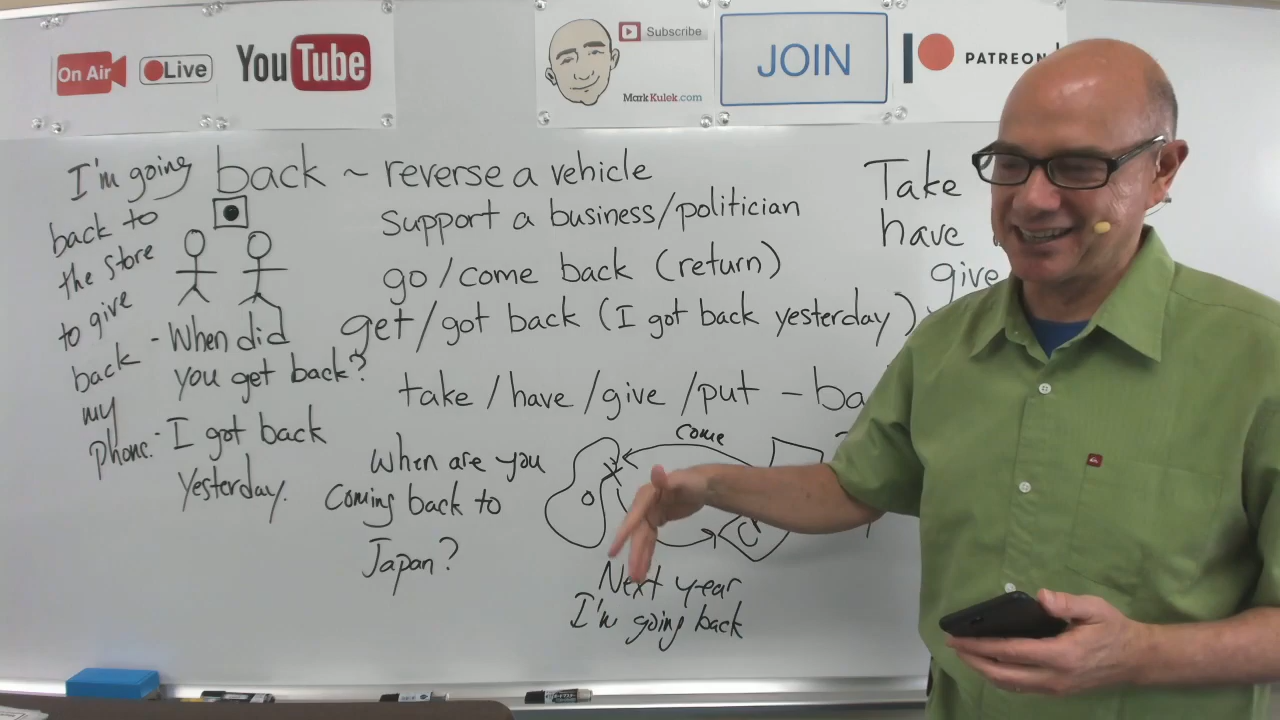 On Air
Live
YouTube
Subscribe
MarkKulek.com
JOIN
PATREON
I'm going
back to
the store
to give
back
my
phone.
back ~ reverse a vehicle
support a business/politician
go/come back (return)
get/got back (I got back yesterday)
take/have/give/put - ba
- When did
you get back?
- I got back
yesterday.
When are you
coming back to
Japan?
come
Next year
I'm going back
Take
have
give